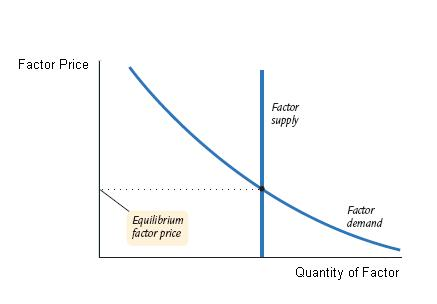 Factor Price
Factor
supply
Equilibrium
factor price
Factor
demand
Quantity of Factor